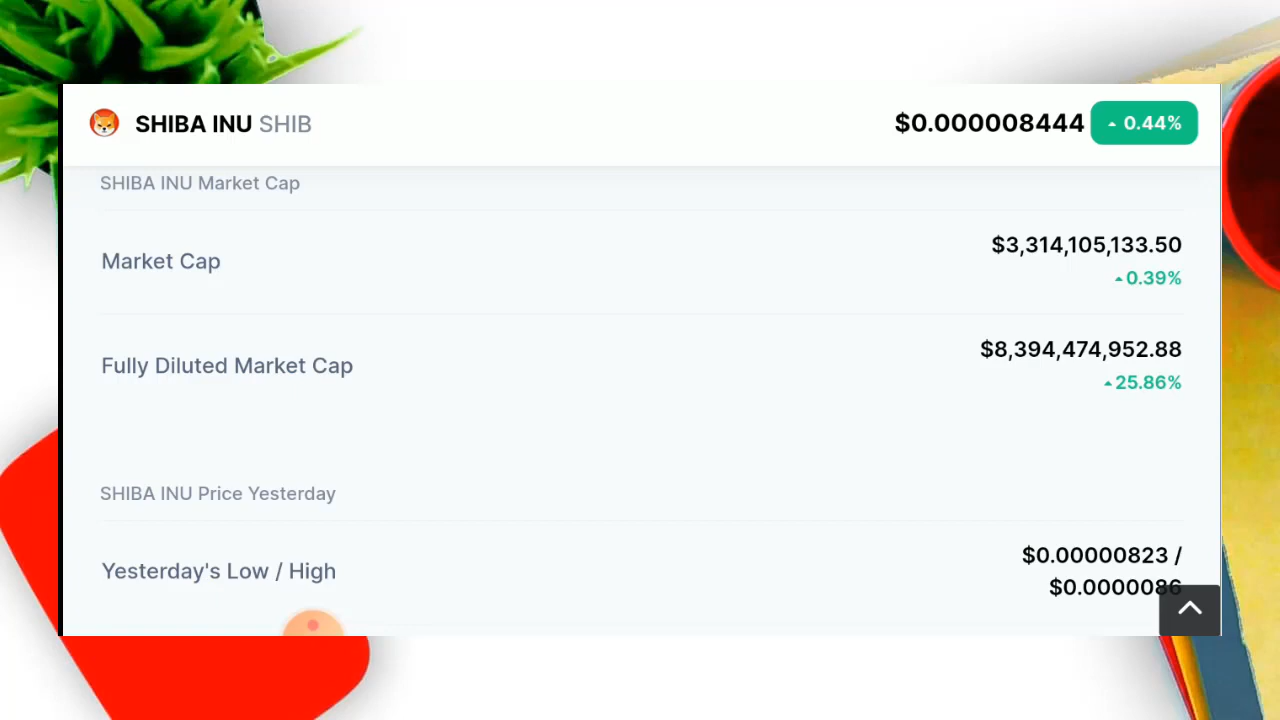 SHIBA INU SHIB
$0.000008444 0.44%
SHIBA INU Market Cap
Market Cap
$3,314,105,133.50
0.39%
Fully Diluted Market Cap
$8,394,474,952.88
25.86%
SHIBA INU Price Yesterday
Yesterday's Low / High
$0.00000823 /
$0.0000086